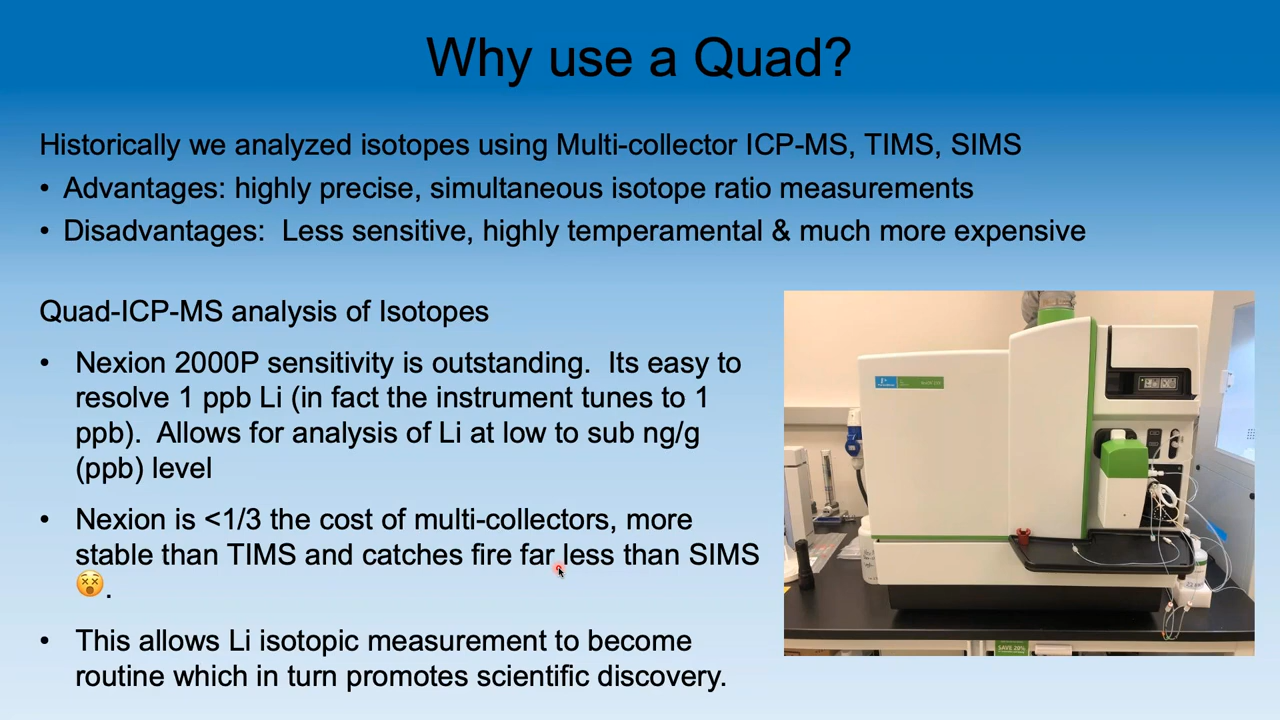 Why use a Quad?
Historically we analyzed isotopes using Multi-collector ICP-MS, TIMS, SIMS
• Advantages: highly precise, simultaneous isotope ratio measurements
• Disadvantages:  Less sensitive, highly temperamental & much more expensive
Quad-ICP-MS analysis of Isotopes
• Nexion 2000P sensitivity is outstanding.  Its easy to
resolve 1 ppb Li (in fact the instrument tunes to 1
ppb).  Allows for analysis of Li at low to sub ng/g
(ppb) level
• Nexion is <1/3 the cost of multi-collectors, more
stable than TIMS and catches fire far less than SIMS
😵.
• This allows Li isotopic measurement to become
routine which in turn promotes scientific discovery.
SAVE 20%